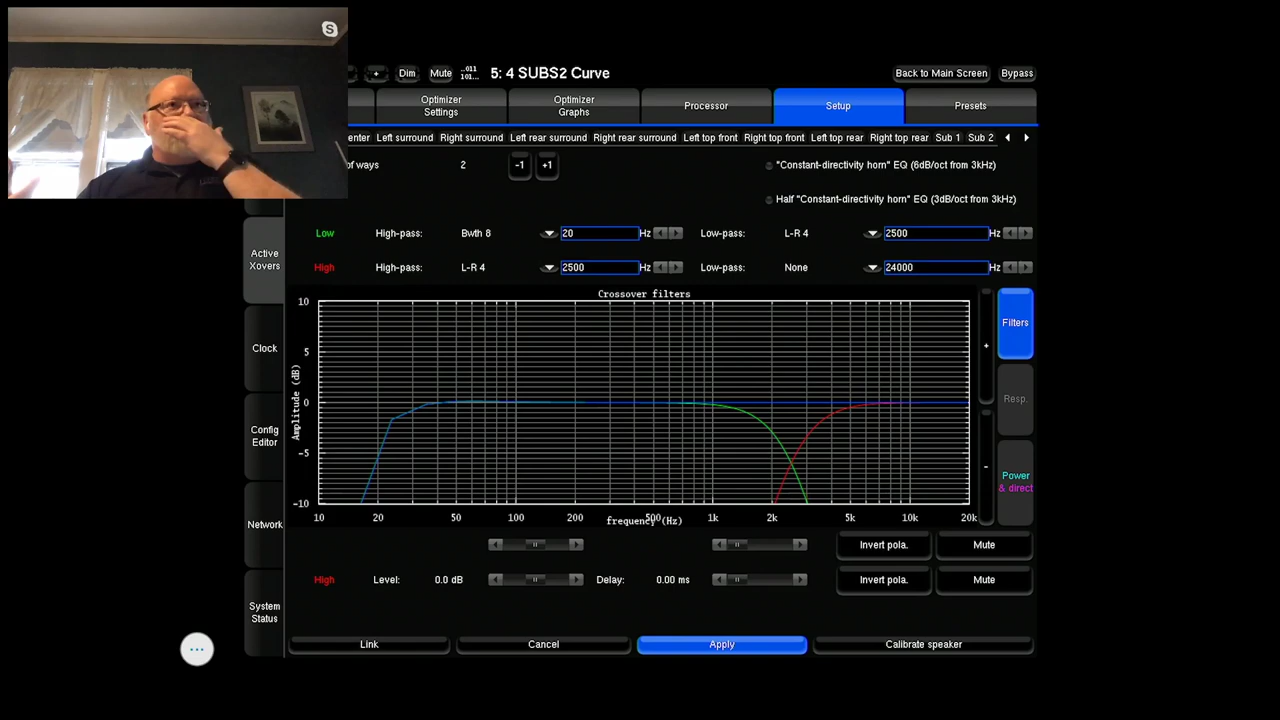 + Dim Mute ..011 101... 5: 4 SUBS2 Curve Back to Main Screen Bypass
Optimizer Settings
Optimizer Graphs
Processor
Setup
Presets
enter Left surround Right surround Left rear surround Right rear surround Left top front Right top front Left top rear Right top rear Sub 1 Sub 2
of ways 2 -1 +1 "Constant-directivity horn" EQ (6dB/oct from 3kHz)
Half "Constant-directivity horn" EQ (3dB/oct from 3kHz)
Low High-pass: Bwth 8 20 Hz Low-pass: L-R 4 2500 Hz
High High-pass: L-R 4 2500 Hz Low-pass: None 24000 Hz
Active Xovers
Clock
Config Editor
Network
System Status
Crossover filters
Amplitude (dB)
10
5
0
-5
-10
10 20 50 100 200 500 1k 2k 5k 10k 20k
frequency (Hz)
+
-
Filters
Resp.
Power
& direct
Invert pola. Mute
High Level: 0.0 dB Delay: 0.00 ms Invert pola. Mute
Link Cancel Apply Calibrate speaker